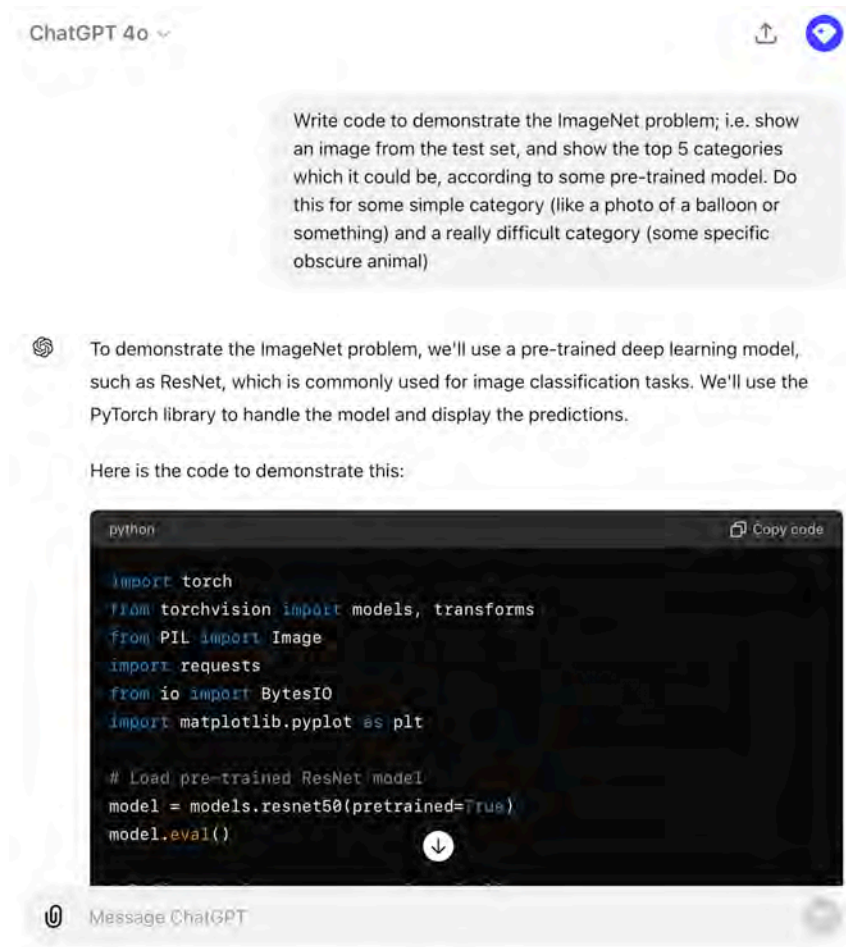 ChatGPT 4o
Write code to demonstrate the ImageNet problem; i.e. show
an image from the test set, and show the top 5 categories
which it could be, according to some pre-trained model. Do
this for some simple category (like a photo of a balloon or
something) and a really difficult category (some specific
obscure animal)
To demonstrate the ImageNet problem, we'll use a pre-trained deep learning model,
such as ResNet, which is commonly used for image classification tasks. We'll use the
PyTorch library to handle the model and display the predictions.
Here is the code to demonstrate this:
python Copy code
import torch
from torchvision import models, transforms
from PIL import Image
import requests
from io import BytesIO
import matplotlib.pyplot as plt
# Load pre-trained ResNet model
model = models.resnet50(pretrained=True)
model.eval()
Message ChatGPT